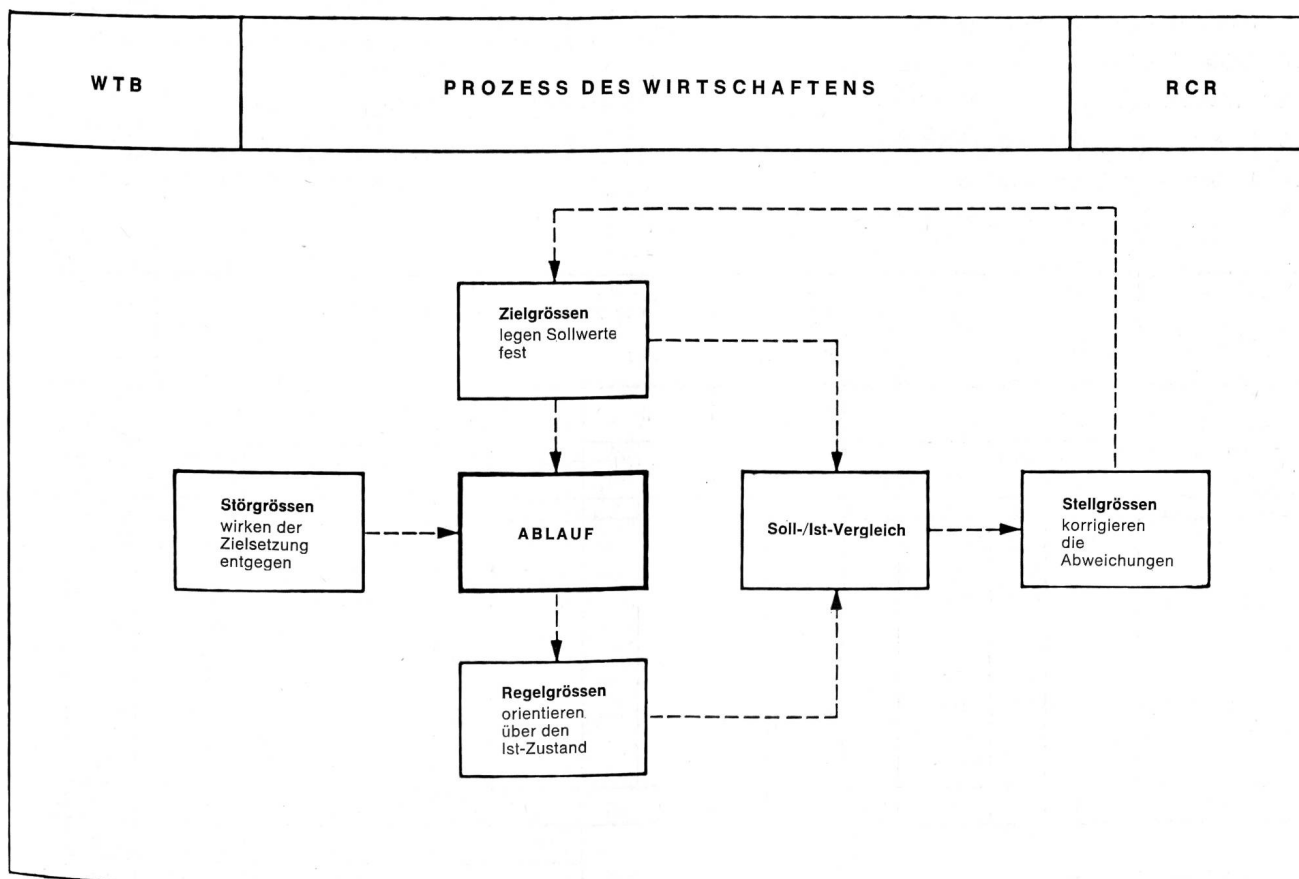 WTB
PROZESS DES WIRTSCHAFTENS
RCR
Zielgrössen
legen Sollwerte
fest
Störgrössen
wirken der
Zielsetzung
entgegen
ABLAUF
Soll-/Ist-Vergleich
Stellgrössen
korrigieren
die
Abweichungen
Regelgrössen
orientieren
über den
Ist-Zustand